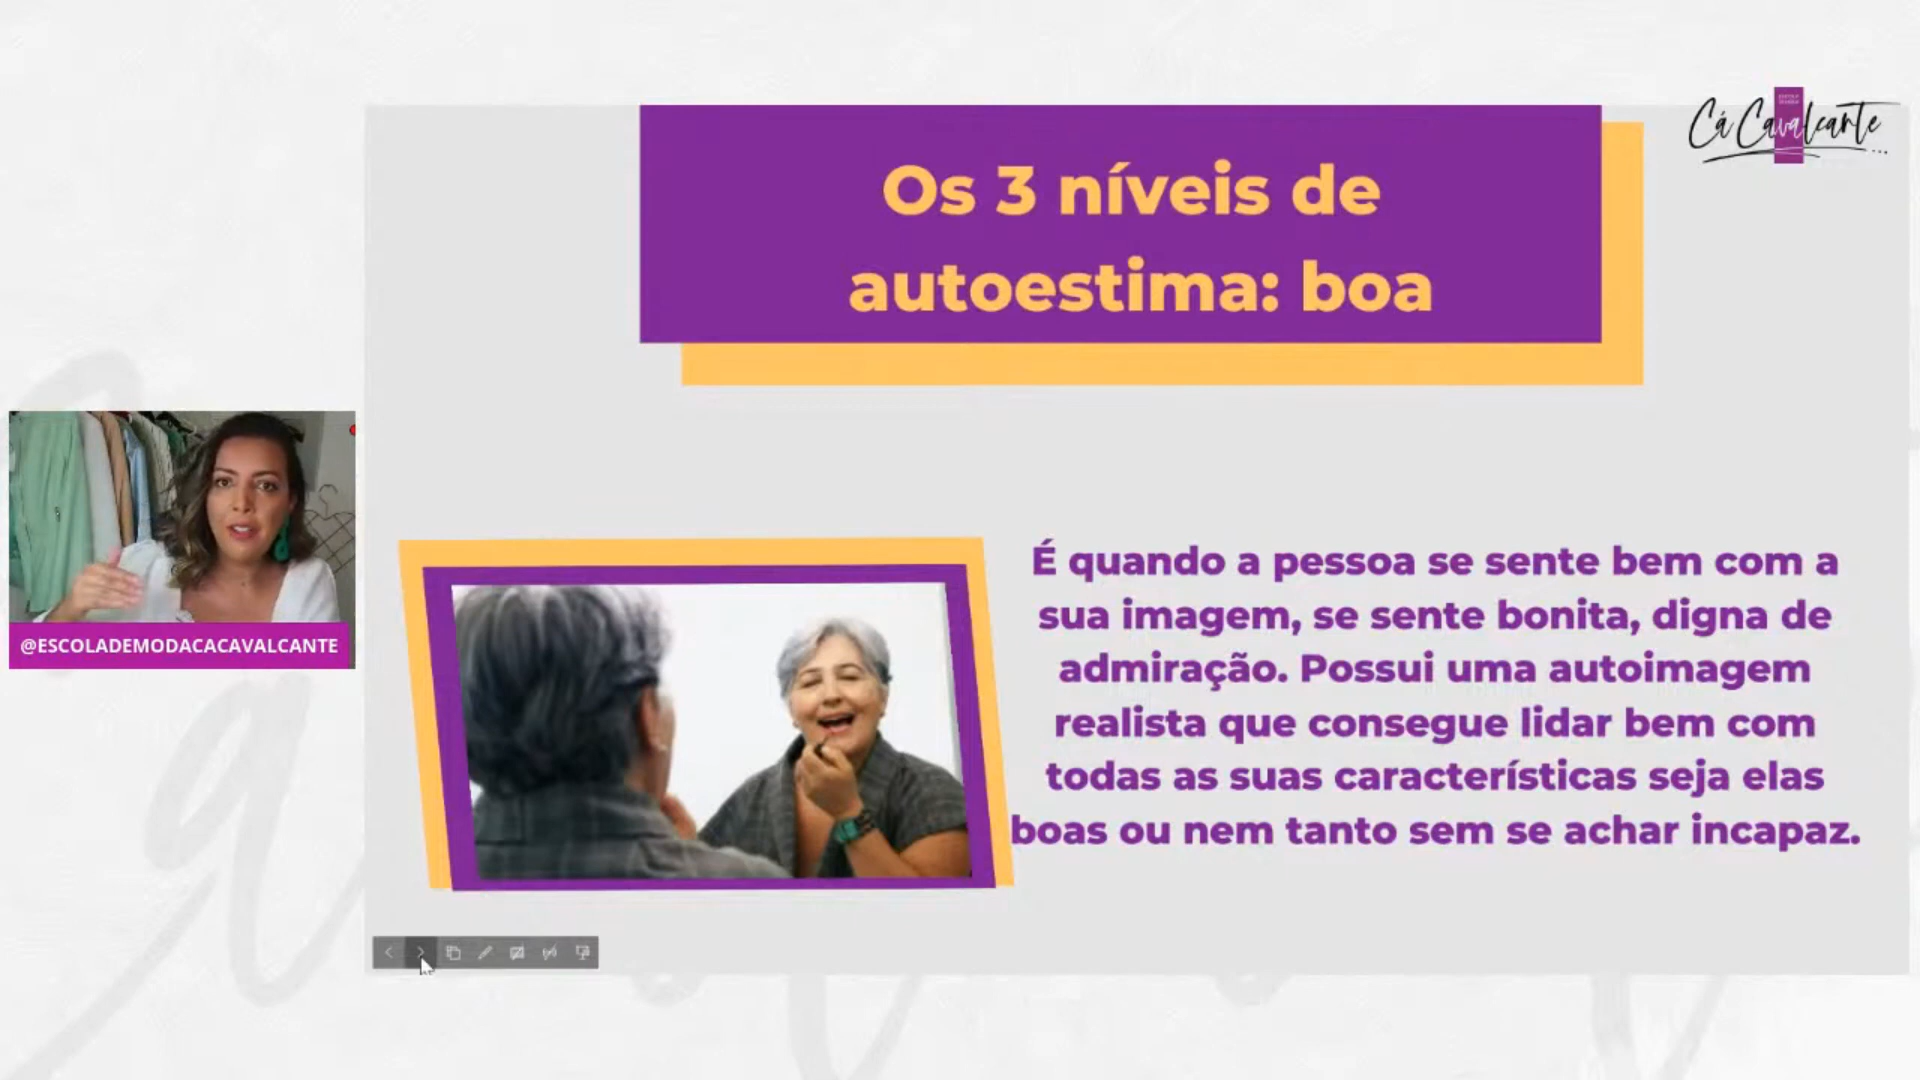 Cá Cavalcante
Os 3 níveis de
autoestima: boa
@ESCOLADEMODACACAVALCANTE
É quando a pessoa se sente bem com a
sua imagem, se sente bonita, digna de
admiração. Possui uma autoimagem
realista que consegue lidar bem com
todas as suas características seja elas
boas ou nem tanto sem se achar incapaz.